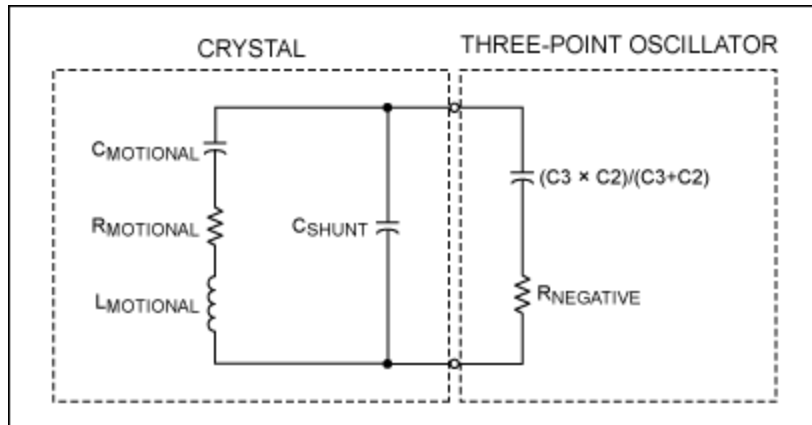 CRYSTAL
THREE-POINT OSCILLATOR
CMOTIONAL
RMOTIONAL
LMOTIONAL
CSHUNT
(C3 × C2)/(C3+C2)
RNEGATIVE